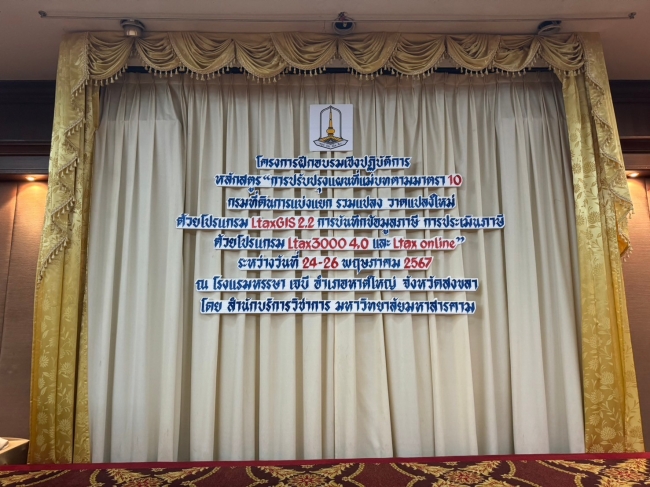 โครงการฝึกอบรมเชิงปฏิบัติการ
หลักสูตร "การปรับปรุงแผนที่แม่บทตามมาตรา 10
กรมที่ดินการแบ่งแยก รวมแปลง วาดแปลงใหม่
ด้วยโปรแกรม LtaxGIS 2.2 การบันทึกข้อมูลภาษี การประเมินภาษี
ด้วยโปรแกรม Ltax3000 4.0 และ Ltax online"
ระหว่างวันที่ 24-26 พฤษภาคม 2567
ณ โรงแรมหรรษา เจบี อำเภอหาดใหญ่ จังหวัดสงขลา
โดย สำนักบริการวิชาการ มหาวิทยาลัยมหาสารคาม